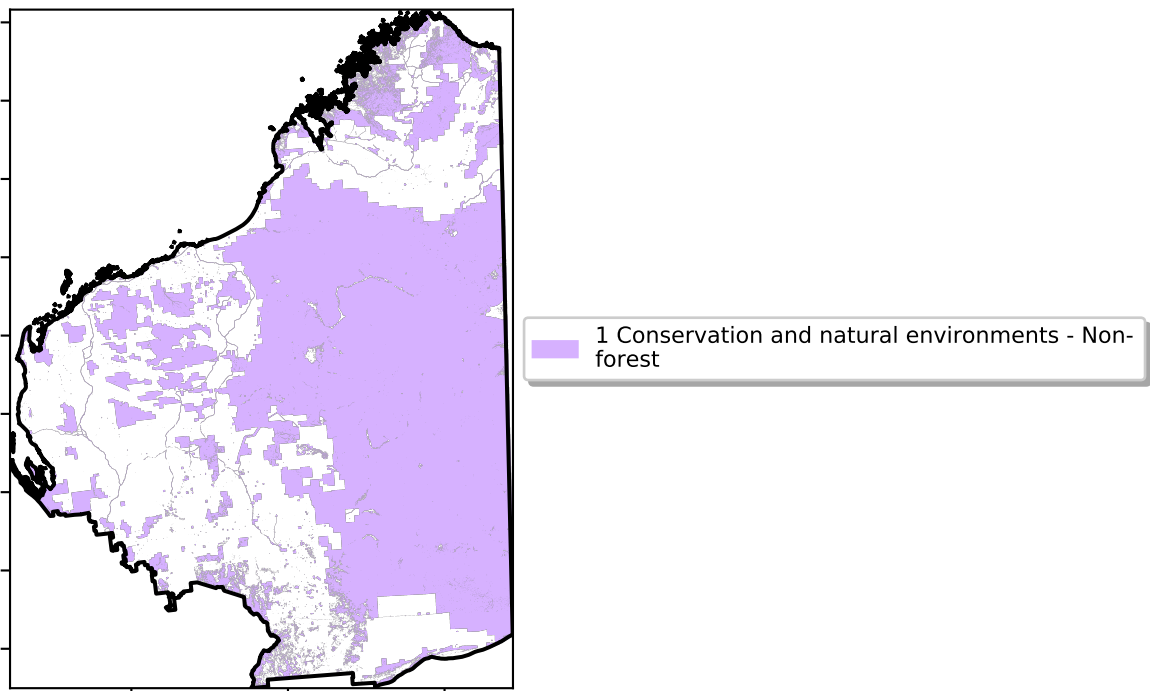 1 Conservation and natural environments - Non-
forest